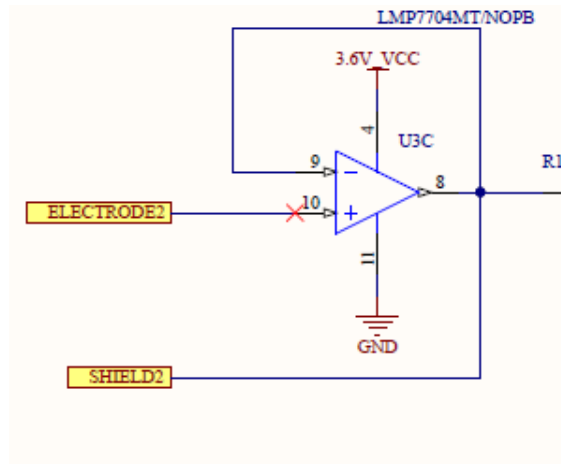 LMP7704MT/NOPB
3.6V_VCC
4
U3C
9
8
R1
10
ELECTRODE2
11
GND
SHIELD2